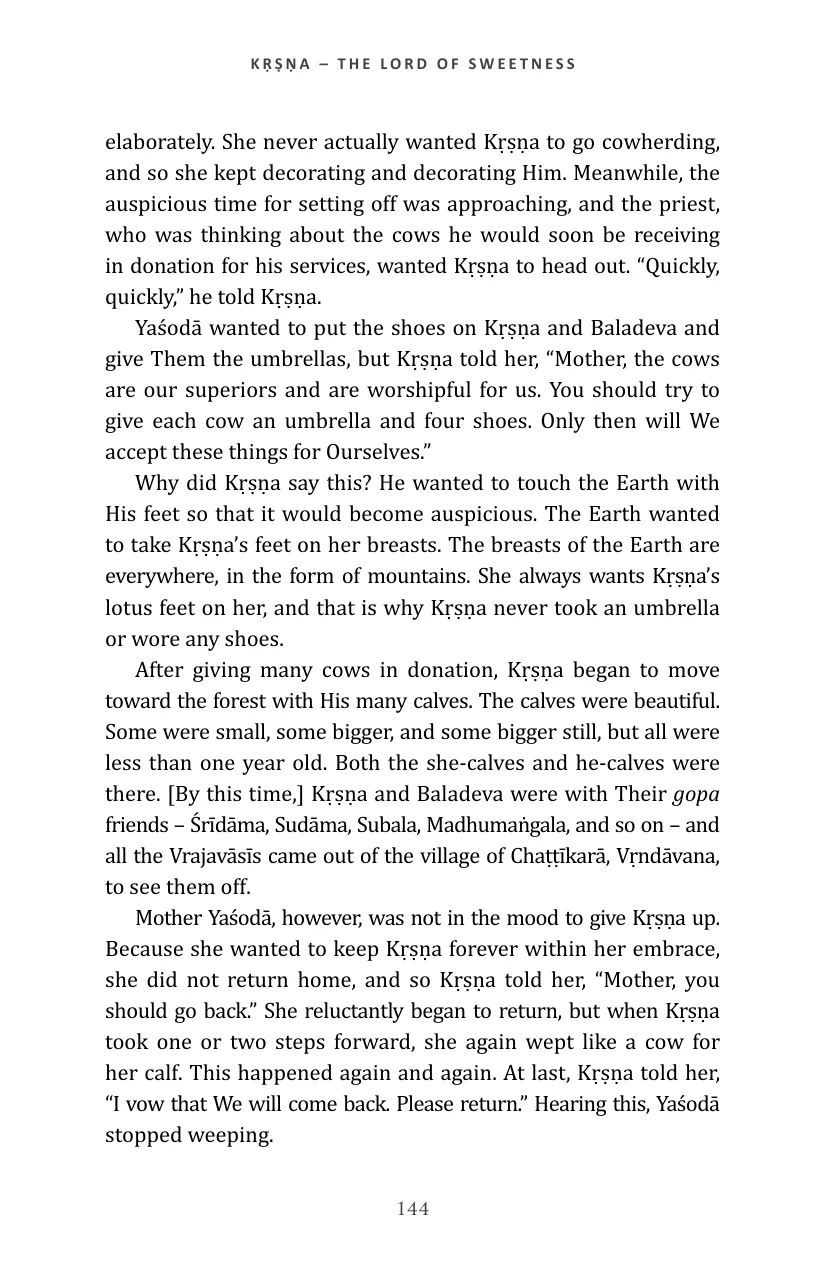 KṚṢṆA – THE LORD OF SWEETNESS
elaborately. She never actually wanted Kṛṣṇa to go cowherding,
and so she kept decorating and decorating Him. Meanwhile, the
auspicious time for setting off was approaching, and the priest,
who was thinking about the cows he would soon be receiving
in donation for his services, wanted Kṛṣṇa to head out. “Quickly,
quickly,” he told Kṛṣṇa.
Yaśodā wanted to put the shoes on Kṛṣṇa and Baladeva and
give Them the umbrellas, but Kṛṣṇa told her, “Mother, the cows
are our superiors and are worshipful for us. You should try to
give each cow an umbrella and four shoes. Only then will We
accept these things for Ourselves.”
Why did Kṛṣṇa say this? He wanted to touch the Earth with
His feet so that it would become auspicious. The Earth wanted
to take Kṛṣṇa’s feet on her breasts. The breasts of the Earth are
everywhere, in the form of mountains. She always wants Kṛṣṇa’s
lotus feet on her, and that is why Kṛṣṇa never took an umbrella
or wore any shoes.
After giving many cows in donation, Kṛṣṇa began to move
toward the forest with His many calves. The calves were beautiful.
Some were small, some bigger, and some bigger still, but all were
less than one year old. Both the she-calves and he-calves were
there. [By this time,] Kṛṣṇa and Baladeva were with Their gopa
friends – Śrīdāma, Sudāma, Subala, Madhumaṅgala, and so on – and
all the Vrajavāsīs came out of the village of Chaṭṭīkarā, Vṛndāvana,
to see them off.
Mother Yaśodā, however, was not in the mood to give Kṛṣṇa up.
Because she wanted to keep Kṛṣṇa forever within her embrace,
she did not return home, and so Kṛṣṇa told her, “Mother, you
should go back.” She reluctantly began to return, but when Kṛṣṇa
took one or two steps forward, she again wept like a cow for
her calf. This happened again and again. At last, Kṛṣṇa told her,
“I vow that We will come back. Please return.” Hearing this, Yaśodā
stopped weeping.
144